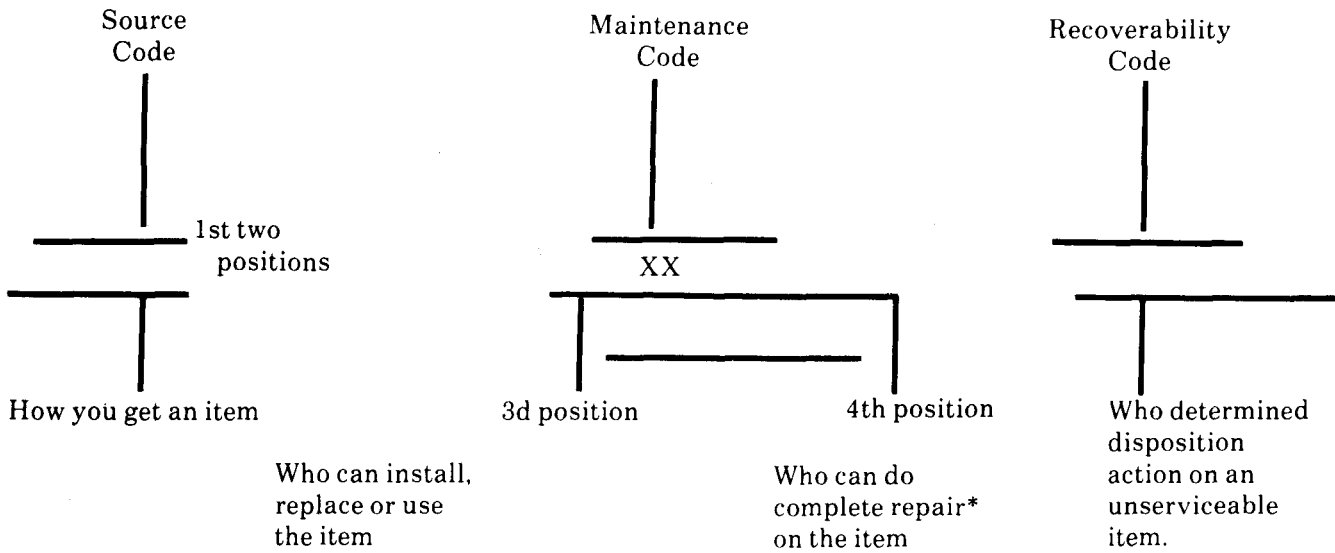 Source
Code
Maintenance
Code
Recoverability
Code
1st two
positions
XX
How you get an item
3d position
4th position
Who can install,
replace or use
the item
Who can do
complete repair*
on the item
Who determined
disposition
action on an
unserviceable
item.